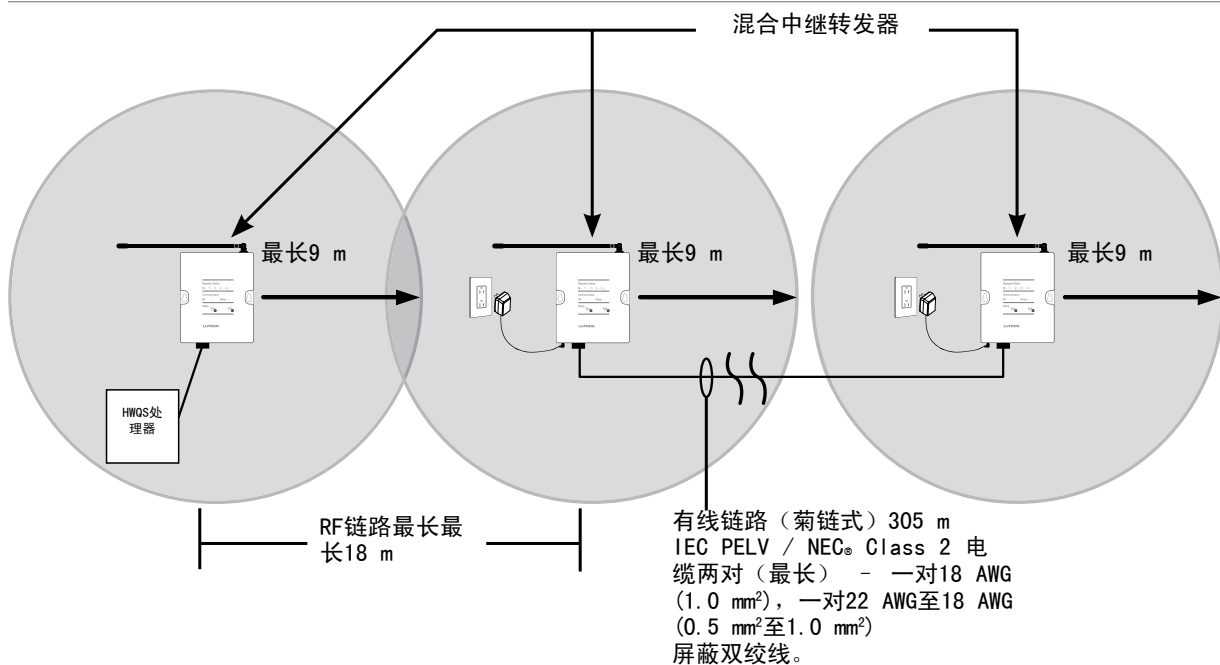 混合中继转发器
最长9 m
最长9 m
最长9 m
LUTRON
LUTRON
LUTRON
HWQS处
理器
RF链路最长最
长18 m
有线链路（菊链式）305 m
IEC PELV / NEC® Class 2 电
缆两对（最长） – 一对18 AWG
(1.0 mm²)，一对22 AWG至18 AWG
(0.5 mm²至1.0 mm²)
屏蔽双绞线。